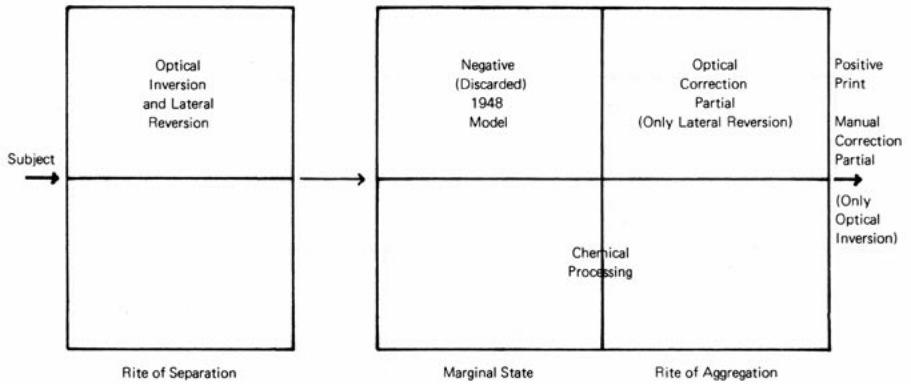 Subject
Optical
Inversion
and Lateral
Reversion
Negative
(Discarded)
1948
Model
Optical
Correction
Partial
(Only Lateral Reversion)
Positive
Print
Manual
Correction
Partial
(Only
Optical
Inversion)
Chemical
Processing
Rite of Separation
Marginal State
Rite of Aggregation